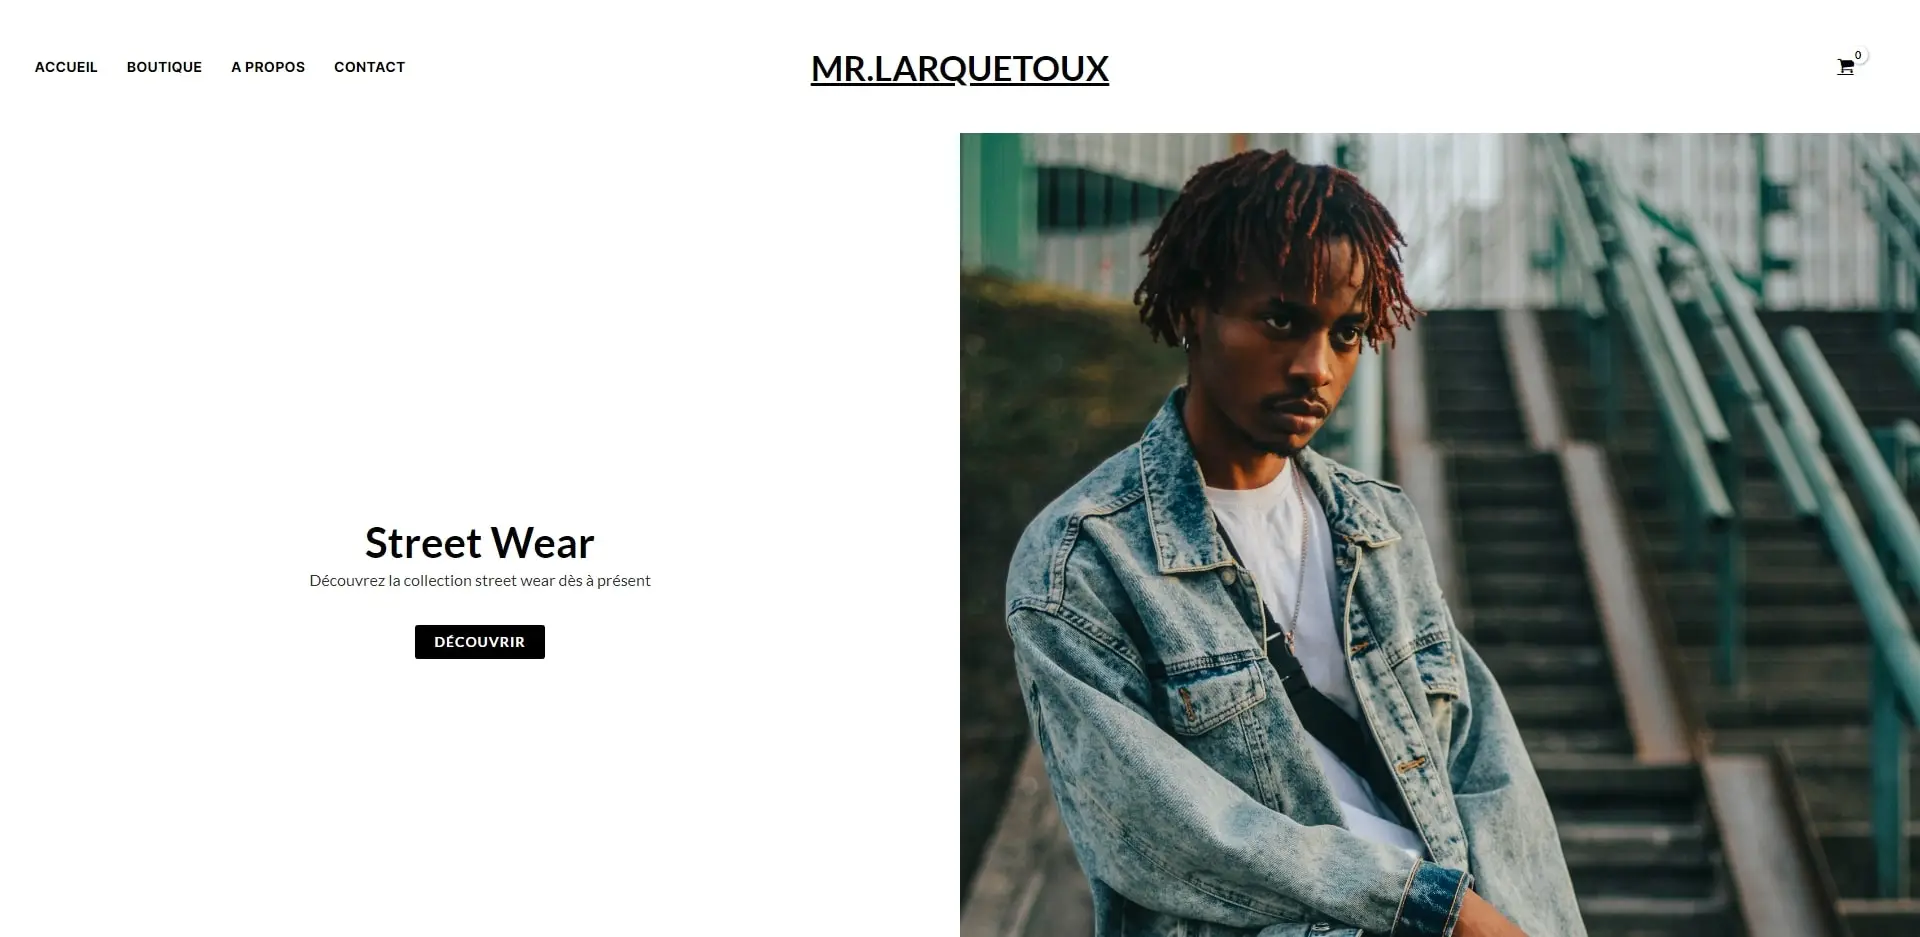 ACCUEIL BOUTIQUE A PROPOS CONTACT MR.LARQUETOUX 0
Street Wear
Découvrez la collection street wear dès à présent
DÉCOUVRIR